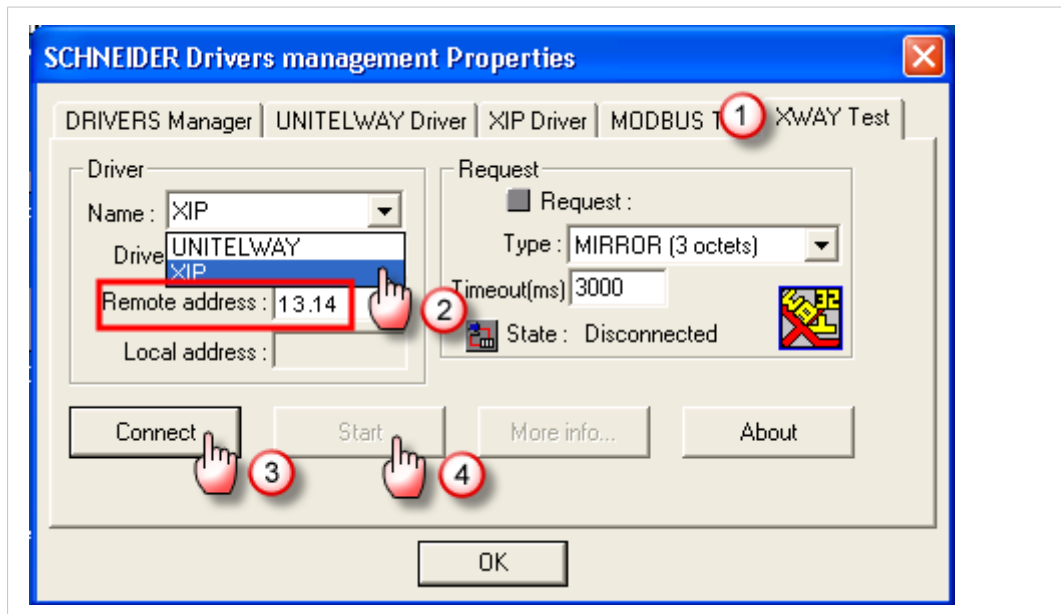 SCHNEIDER Drivers management Properties
DRIVERS Manager UNITELWAY Driver XIP Driver MODBUS T 1 XWAY Test
Driver
Name : XIP
UNITELWAY
XIP
Drive
Remote address : 13.14
2
Local address :
Request
Request :
Type : MIRROR (3 octets)
Timeout(ms) 3000
State : Disconnected
Connect Start More info... About
3 4
OK